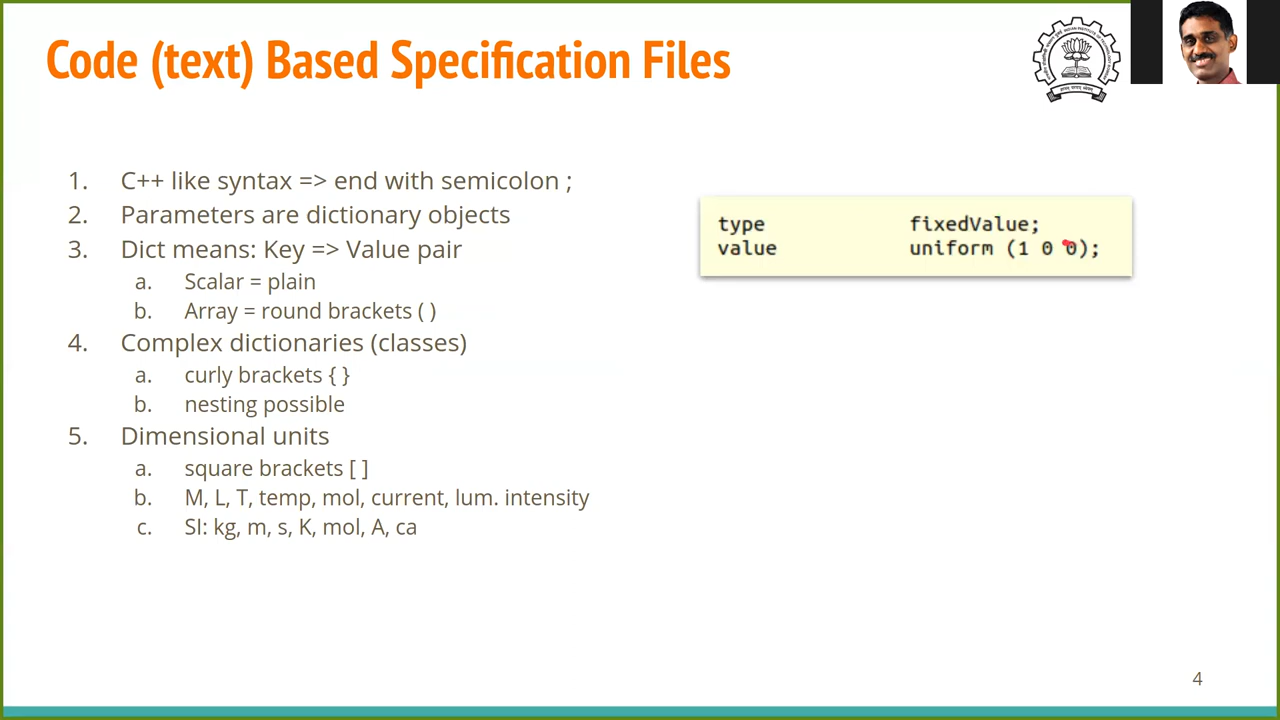 Code (text) Based Specification Files
1. C++ like syntax => end with semicolon ;
2. Parameters are dictionary objects
3. Dict means: Key => Value pair
a. Scalar = plain
b. Array = round brackets ( )
4. Complex dictionaries (classes)
a. curly brackets { }
b. nesting possible
5. Dimensional units
a. square brackets [ ]
b. M, L, T, temp, mol, current, lum. intensity
c. SI: kg, m, s, K, mol, A, ca
type fixedValue;
value uniform (1 0 0);
4